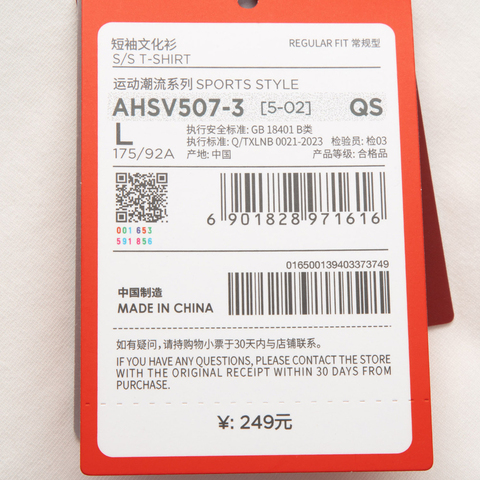 短袖文化衫
S/S T-SHIRT
REGULAR FIT 常规型
运动潮流系列 SPORTS STYLE
AHSV507-3 [5-02] QS
L
175/92A
执行安全标准: GB 18401 B类
执行标准: Q/TXLNB 0021-2023 检验员: 检03
产地: 中国 产品等级: 合格品
001 653
591 856
6 901828 971616
016500139403373749
中国制造
MADE IN CHINA
如有疑问，请持购物小票于30天内与店铺联系。
IF YOU HAVE ANY QUESTIONS, PLEASE CONTACT THE STORE
WITH THE ORIGINAL RECEIPT WITHIN 30 DAYS FROM
PURCHASE.
¥: 249元